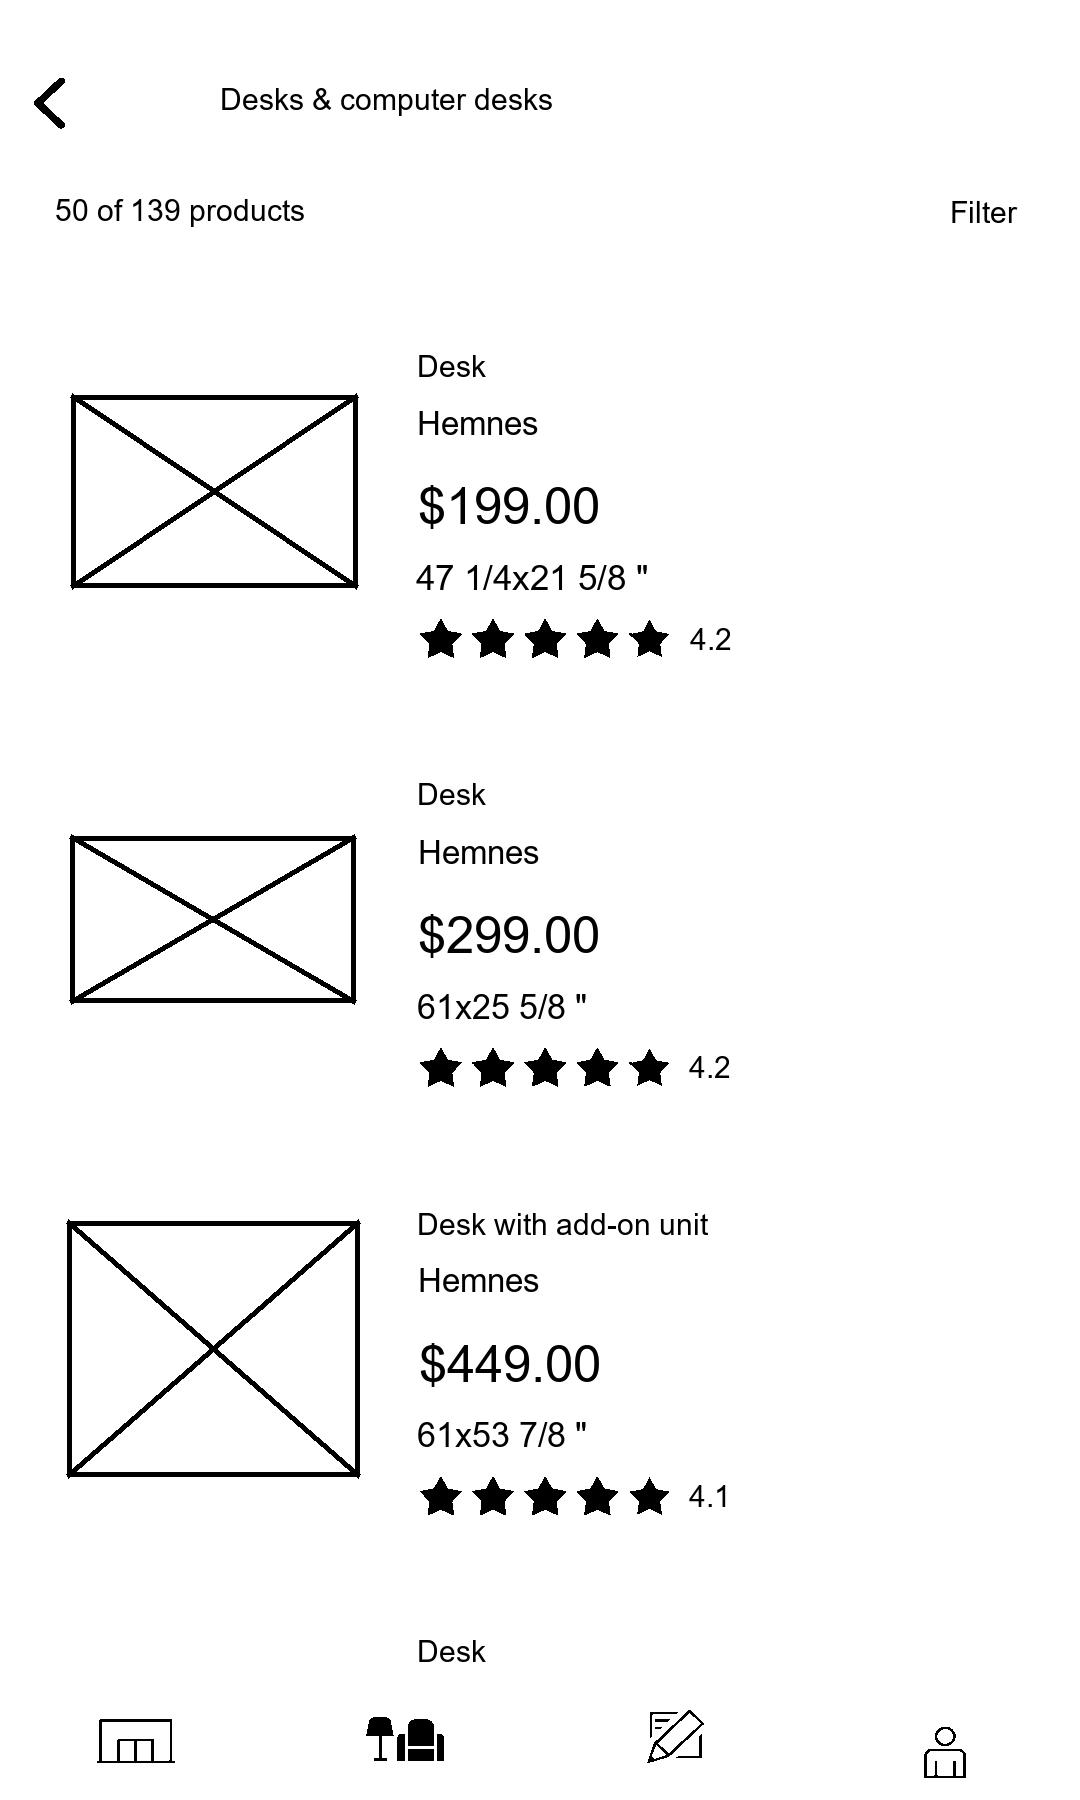 Desks & computer desks
50 of 139 products
Filter
Desk
Hemnes
$199.00
47 1/4x21 5/8 "
4.2
Desk
Hemnes
$299.00
61x25 5/8 "
4.2
Desk with add-on unit
Hemnes
$449.00
61x53 7/8 "
4.1
Desk